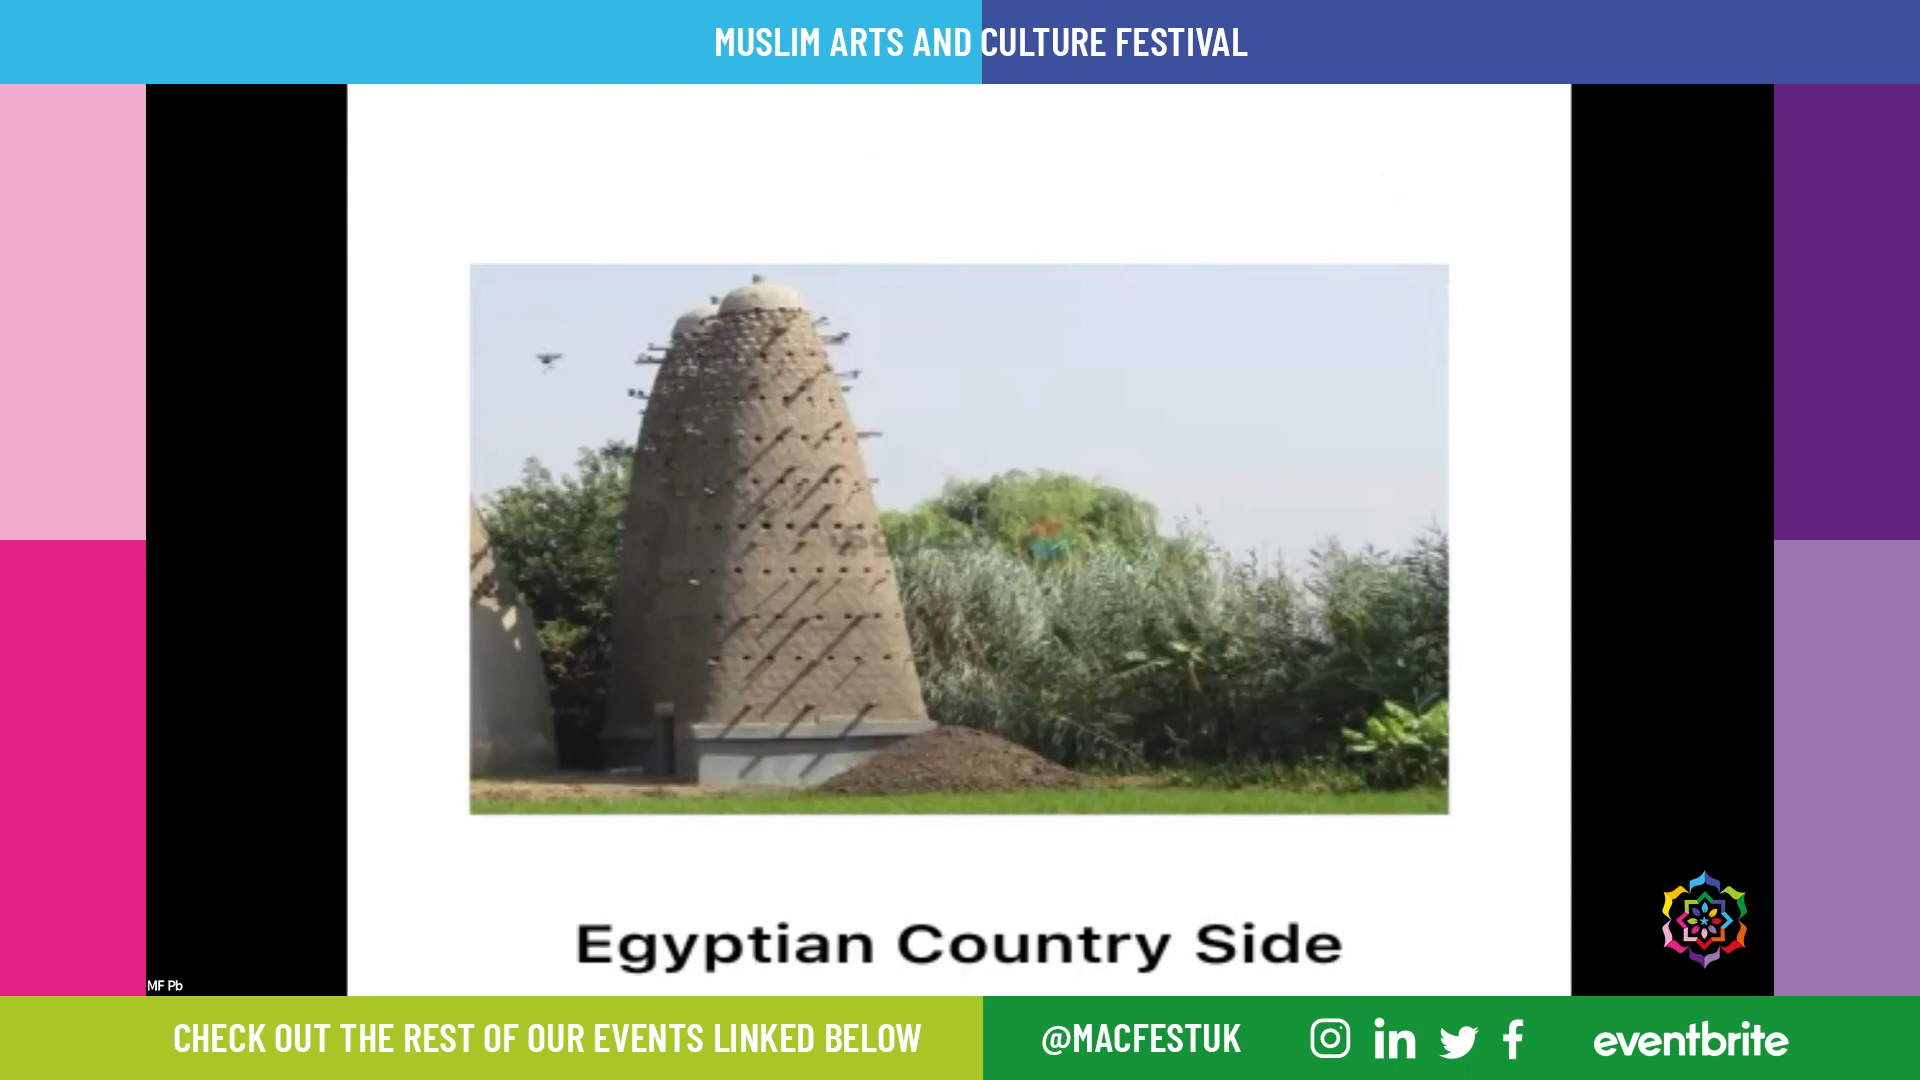 MUSLIM ARTS AND CULTURE FESTIVAL
Egyptian Country Side
MF Pb
CHECK OUT THE REST OF OUR EVENTS LINKED BELOW
@MACFESTUK
eventbrite